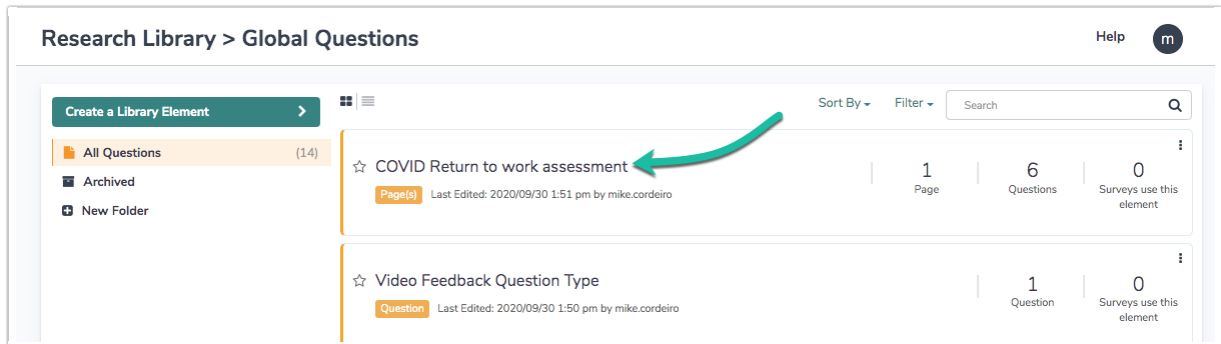 Research Library > Global Questions
Help
m
Create a Library Element
Sort By
Filter
Search
All Questions (14)
Archived
New Folder
COVID Return to work assessment
Page(s) Last Edited: 2020/09/30 1:51 pm by mike.cordeiro
1
Page
6
Questions
0
Surveys use this
element
Video Feedback Question Type
Question Last Edited: 2020/09/30 1:50 pm by mike.cordeiro
1
Question
0
Surveys use this
element